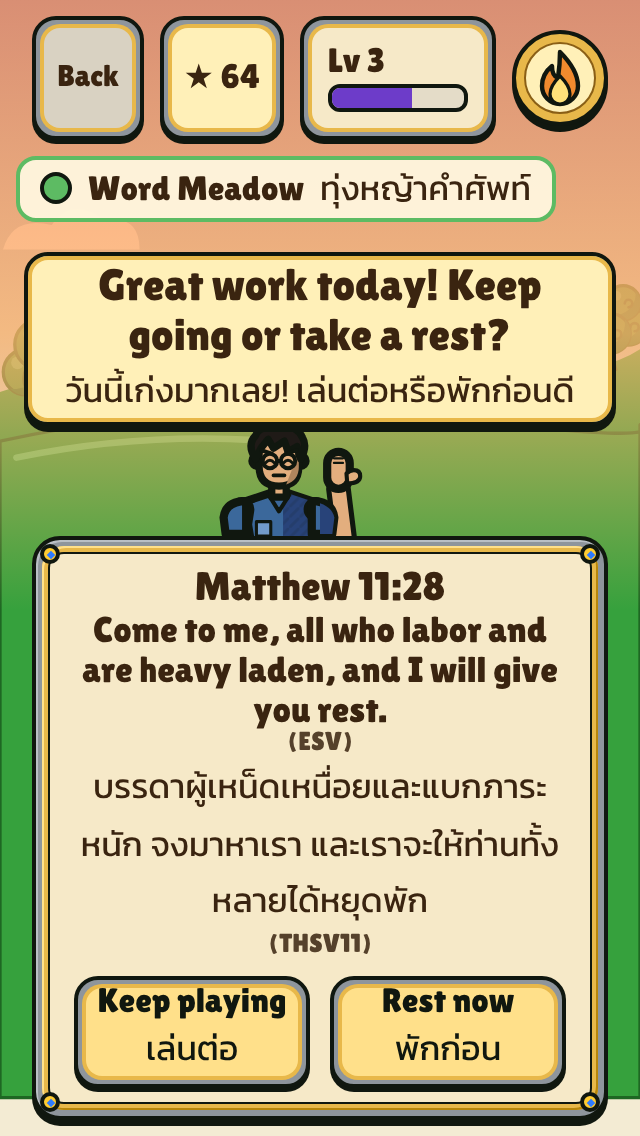 Back
★ 64
Lv 3
Word Meadow ทุ่งหญ้าคำศัพท์
Great work today! Keep
going or take a rest?
วันนี้เก่งมากเลย! เล่นต่อหรือพักก่อนดี
Matthew 11:28
Come to me, all who labor and
are heavy laden, and I will give
you rest.
(ESV)
บรรดาผู้เหน็ดเหนื่อยและแบกภาระ
หนัก จงมาหาเรา และเราจะให้ท่านทั้ง
หลายได้หยุดพัก
(THSV11)
Keep playing
เล่นต่อ
Rest now
พักก่อน